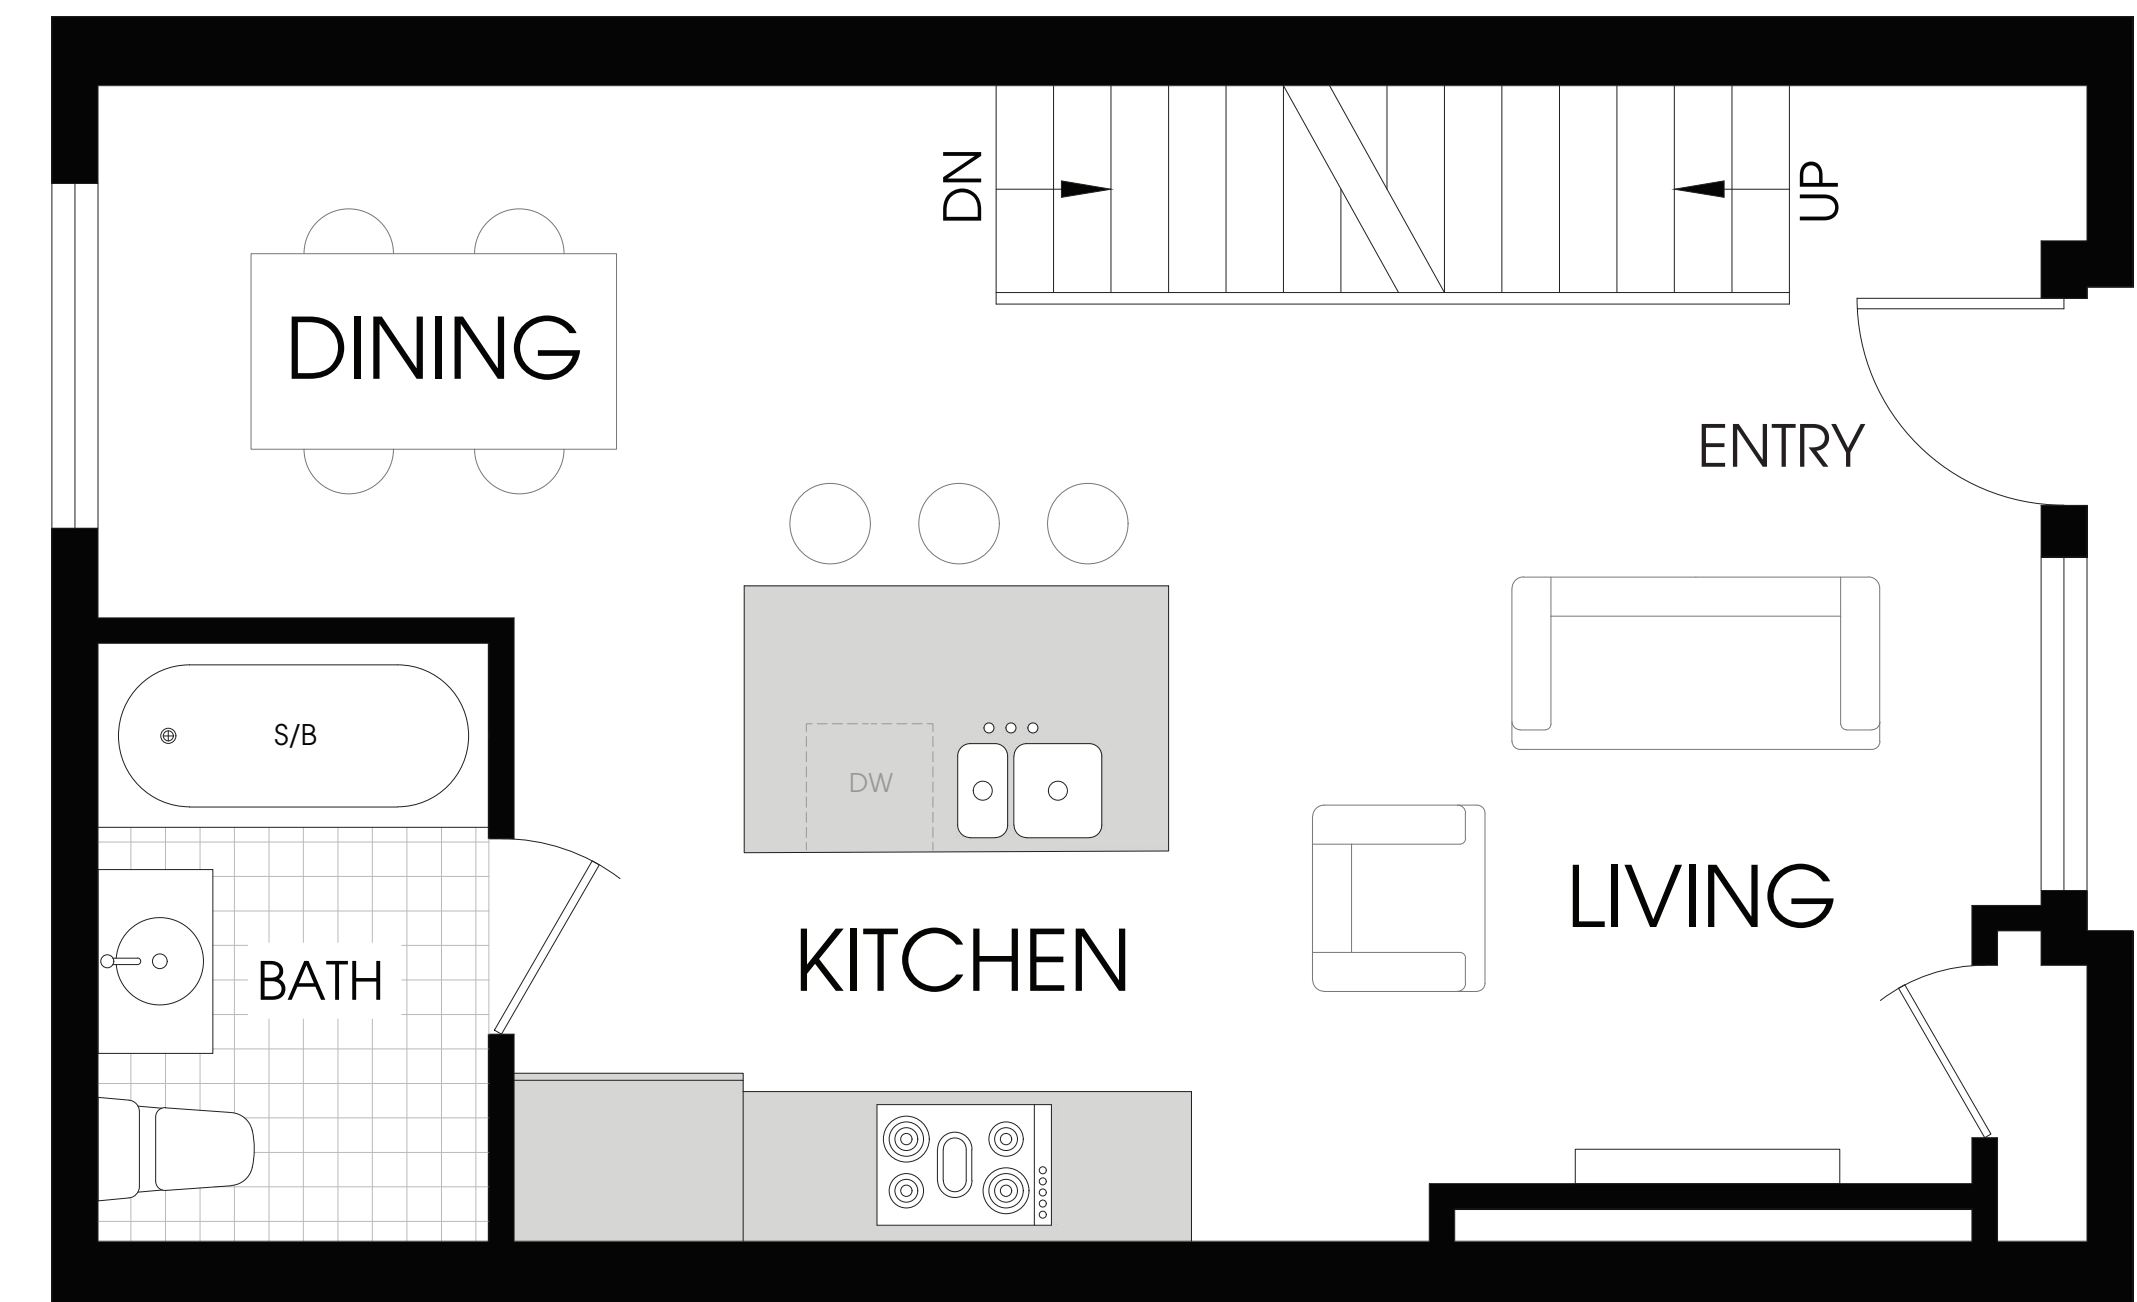 DN
UP
DINING
ENTRY
S/B
DW
LIVING
KITCHEN
BATH